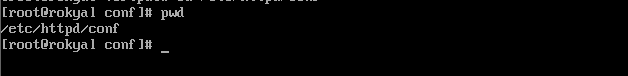 [root@rokyal conf]# pwd
/etc/httpd/conf
[root@rokyal conf]# _